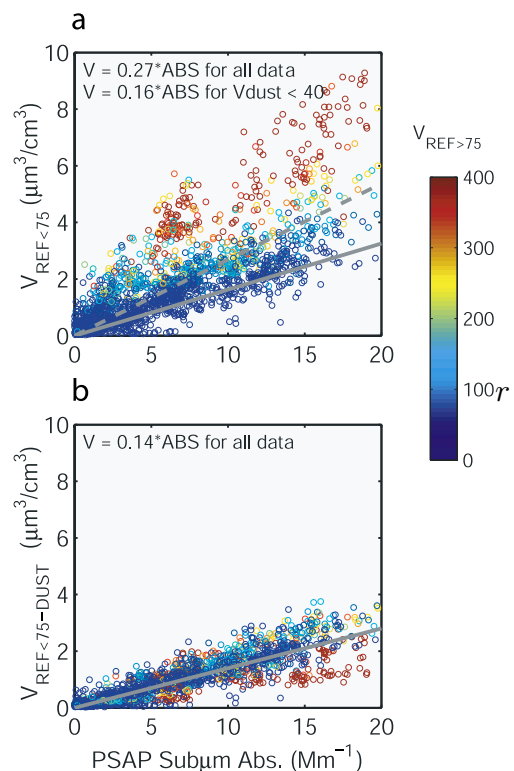 a
V = 0.27*ABS for all data
V = 0.16*ABS for Vdust < 40
10
8
6
4
2
0
V_REF<75 (µm³/cm³)
0 5 10 15 20
V_REF>75
400
300
200
100r
0
b
V = 0.14*ABS for all data
10
8
6
4
2
0
V_REF<75-DUST (µm³/cm³)
0 5 10 15 20
PSAP Subµm Abs. (Mm⁻¹)